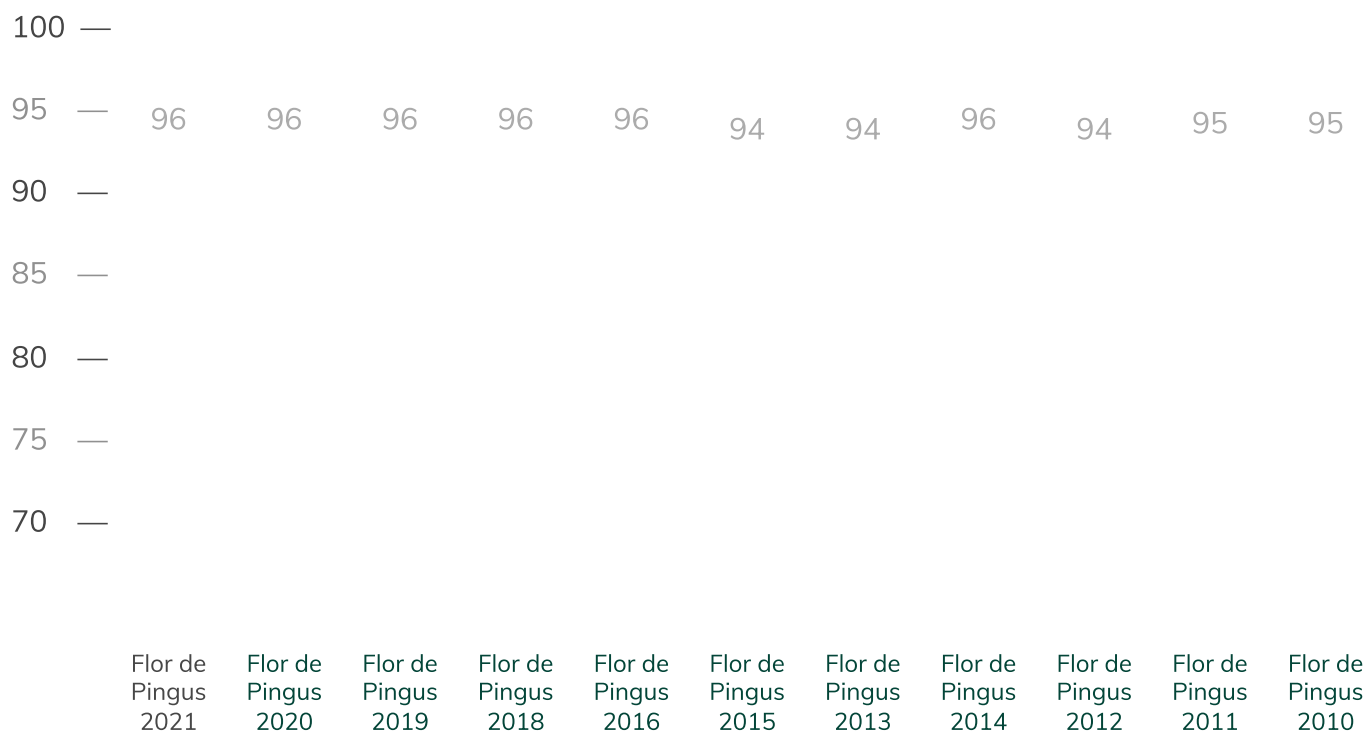 100
95
90
85
80
75
70
96 96 96 96 96 94 94 96 94 95 95
Flor de Pingus 2021
Flor de Pingus 2020
Flor de Pingus 2019
Flor de Pingus 2018
Flor de Pingus 2016
Flor de Pingus 2015
Flor de Pingus 2013
Flor de Pingus 2014
Flor de Pingus 2012
Flor de Pingus 2011
Flor de Pingus 2010